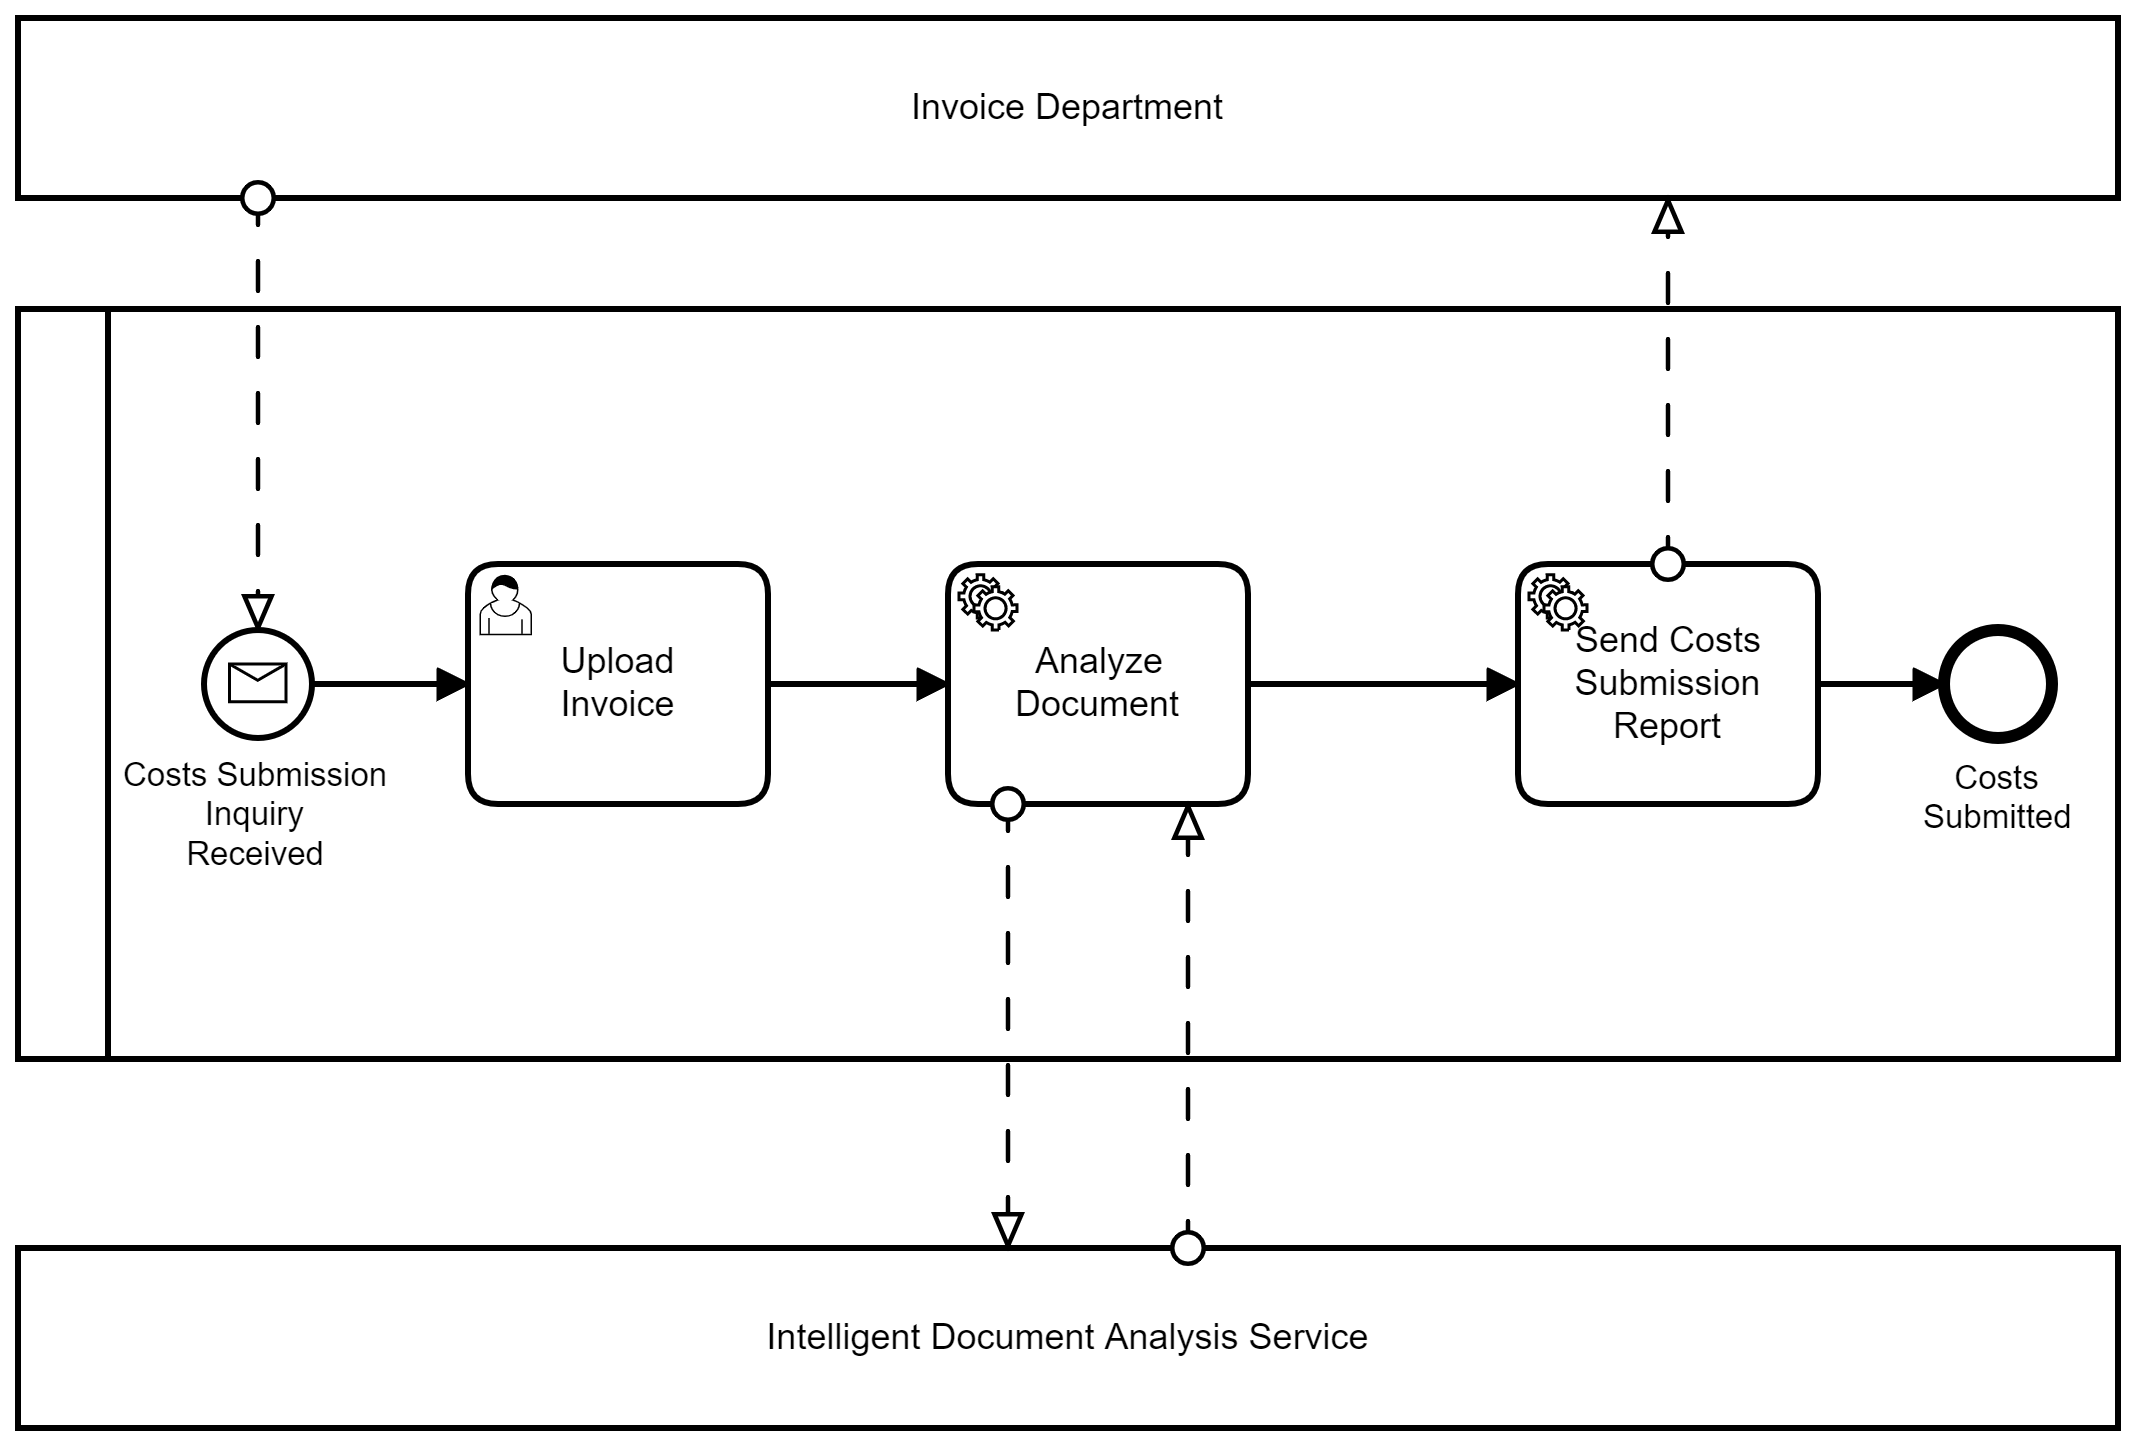 Invoice Department
Upload
Invoice
Analyze
Document
Send Costs
Submission
Report
Costs Submission
Inquiry
Received
Costs
Submitted
Intelligent Document Analysis Service